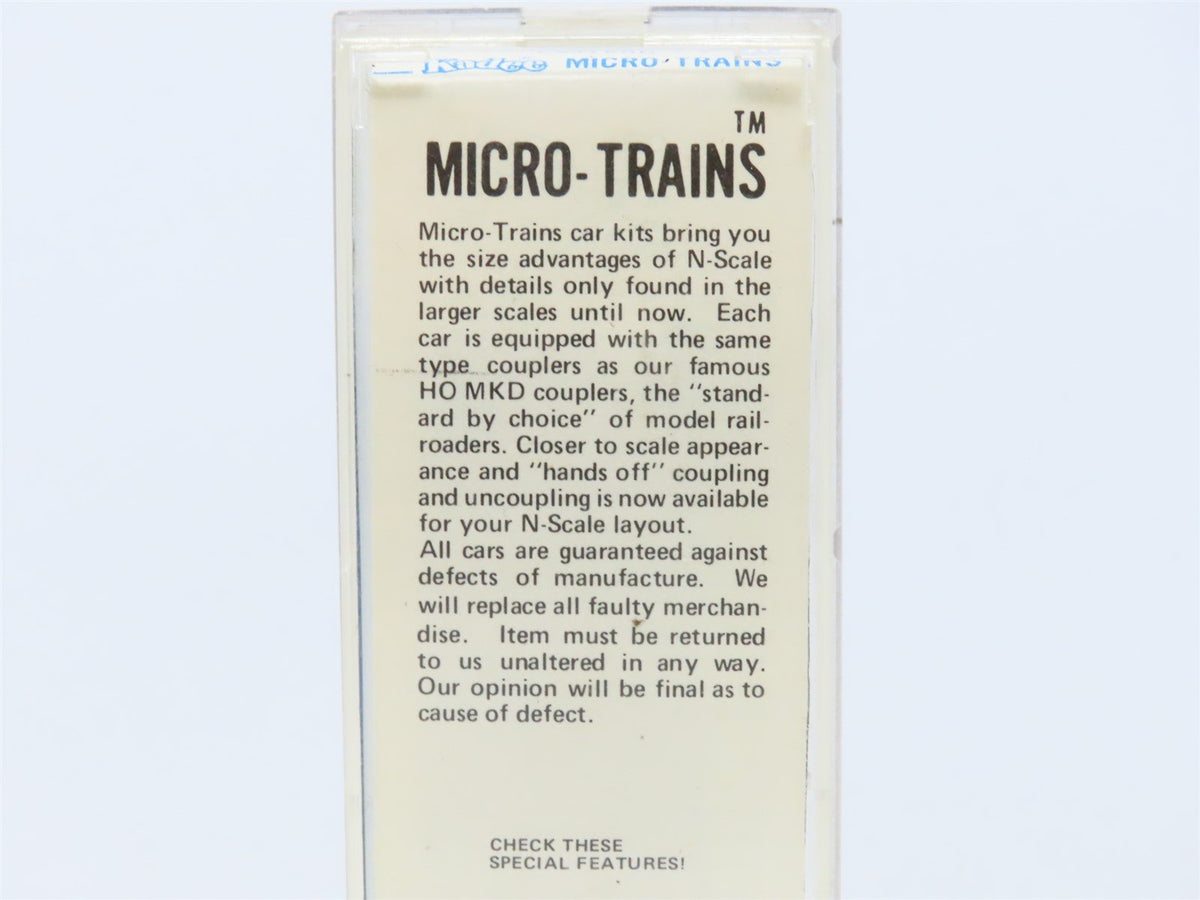 Kadee MICRO-TRAINS
TM
MICRO-TRAINS
Micro-Trains car kits bring you
the size advantages of N-Scale
with details only found in the
larger scales until now. Each
car is equipped with the same
type couplers as our famous
HO MKD couplers, the "stand-
ard by choice" of model rail-
roaders. Closer to scale appear-
ance and "hands off" coupling
and uncoupling is now available
for your N-Scale layout.
All cars are guaranteed against
defects of manufacture. We
will replace all faulty merchan-
dise. Item must be returned
to us unaltered in any way.
Our opinion will be final as to
cause of defect.
CHECK THESE
SPECIAL FEATURES!